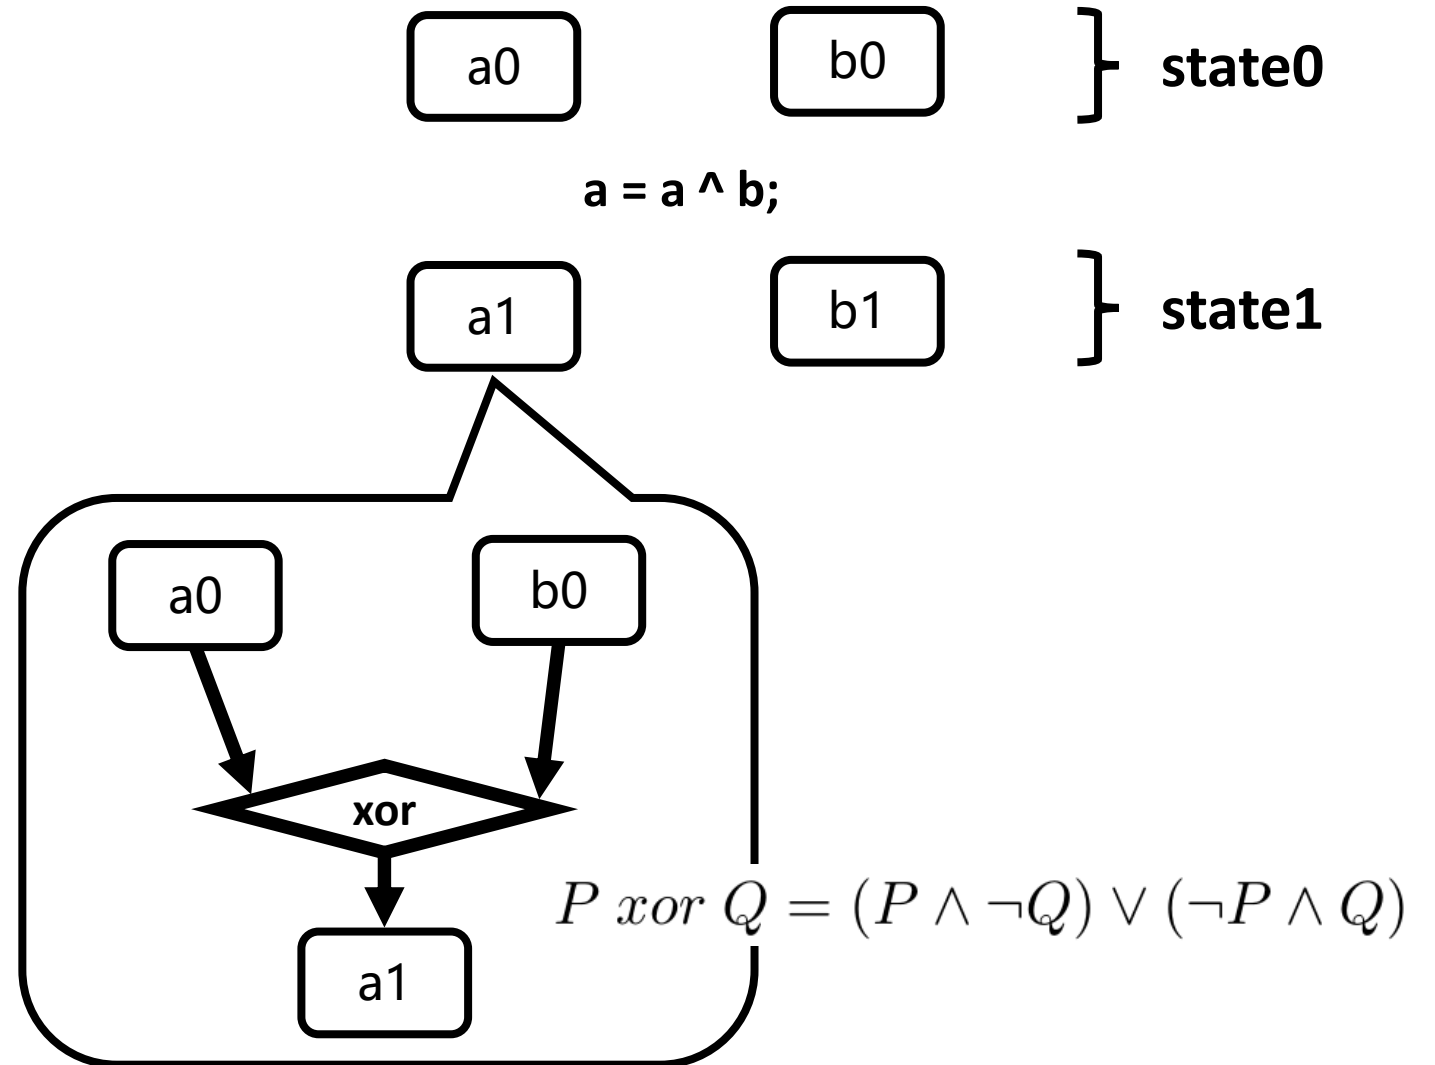 a0 b0 state0
a = a ^ b;
a1 b1 state1
a0 b0
xor
P xor Q = (P ∧ ¬Q) ∨ (¬P ∧ Q)
a1